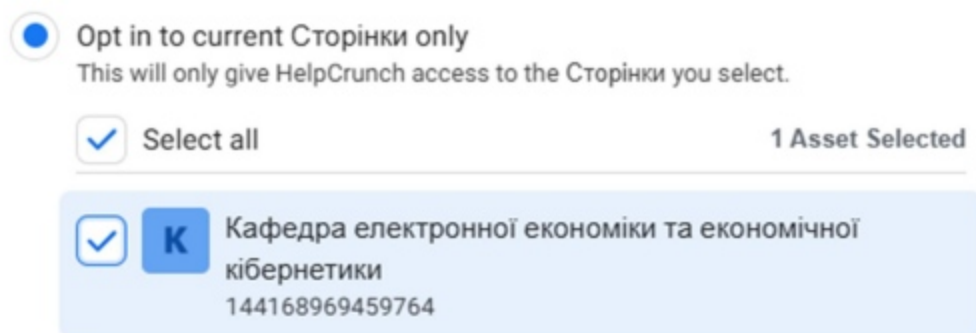 Opt in to current Сторінки only
This will only give HelpCrunch access to the Сторінки you select.
Select all
1 Asset Selected
K
Кафедра електронної економіки та економічної
кібернетики
144168969459764